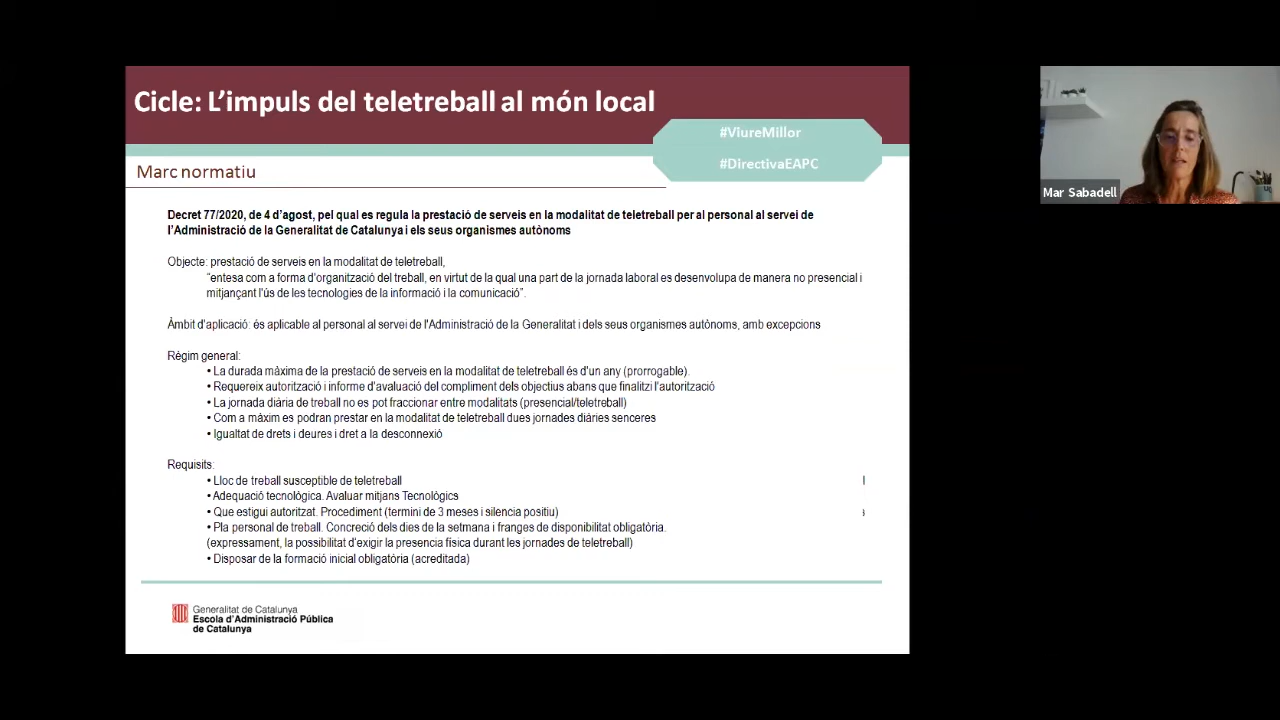 Cicle: L'impuls del teletreball al món local
#VIureMillor
#DirectivaEAPC
Marc normatiu
Mar Sabadell
Decret 77/2020, de 4 d'agost, pel qual es regula la prestació de serveis en la modalitat de teletreball per al personal al servei de
l'Administració de la Generalitat de Catalunya i els seus organismes autònoms
Objecte: prestació de serveis en la modalitat de teletreball,
"entesa com a forma d'organització del treball, en virtut de la qual una part de la jornada laboral es desenvolupa de manera no presencial i
mitjançant l'ús de les tecnologies de la informació i la comunicació".
Àmbit d'aplicació: és aplicable al personal al servei de l'Administració de la Generalitat i dels seus organismes autònoms, amb excepcions
Règim general:
• La durada màxima de la prestació de serveis en la modalitat de teletreball és d'un any (prorrogable).
• Requereix autorització i informe d'avaluació del compliment dels objectius abans que finalitzi l'autorització
• La jornada diària de treball no es pot fraccionar entre modalitats (presencial/teletreball)
• Com a màxim es podran prestar en la modalitat de teletreball dues jornades diàries senceres
• Igualtat de drets i deures i dret a la desconnexió
Requisits:
• Lloc de treball susceptible de teletreball
• Adequació tecnològica. Avaluar mitjans Tecnològics
• Que estigui autoritzat. Procediment (termini de 3 meses i silencia positiu)
• Pla personal de treball. Concreció dels dies de la setmana i franges de disponibilitat obligatòria.
(expressament, la possibilitat d'exigir la presencia física durant les jornades de teletreball)
• Disposar de la formació inicial obligatòria (acreditada)
Generalitat de Catalunya
Escola d'Administració Pública
de Catalunya